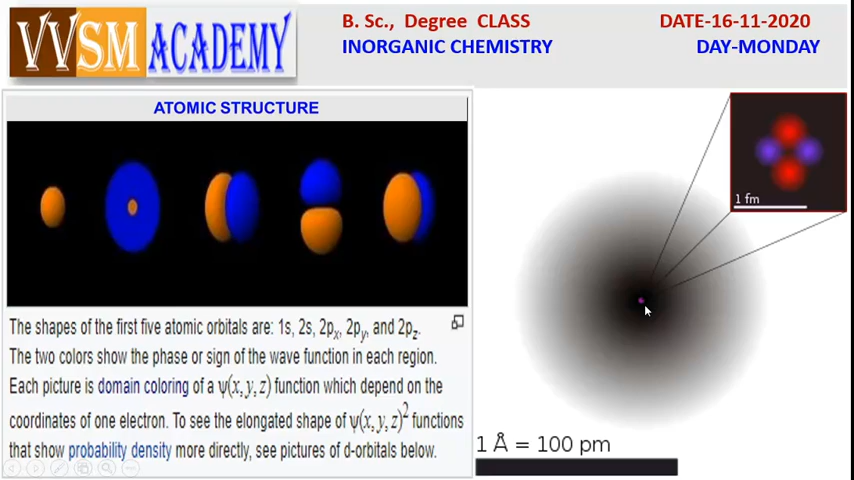 VVSM ACADEMY
B. Sc., Degree CLASS
DATE-16-11-2020
INORGANIC CHEMISTRY
DAY-MONDAY
ATOMIC STRUCTURE
The shapes of the first five atomic orbitals are: 1s, 2s, 2pₓ, 2pᵧ, and 2p_z.
The two colors show the phase or sign of the wave function in each region.
Each picture is domain coloring of a ψ(x, y, z) function which depend on the
coordinates of one electron. To see the elongated shape of ψ(x, y, z)² functions
that show probability density more directly, see pictures of d-orbitals below.
1 fm
1 Å = 100 pm